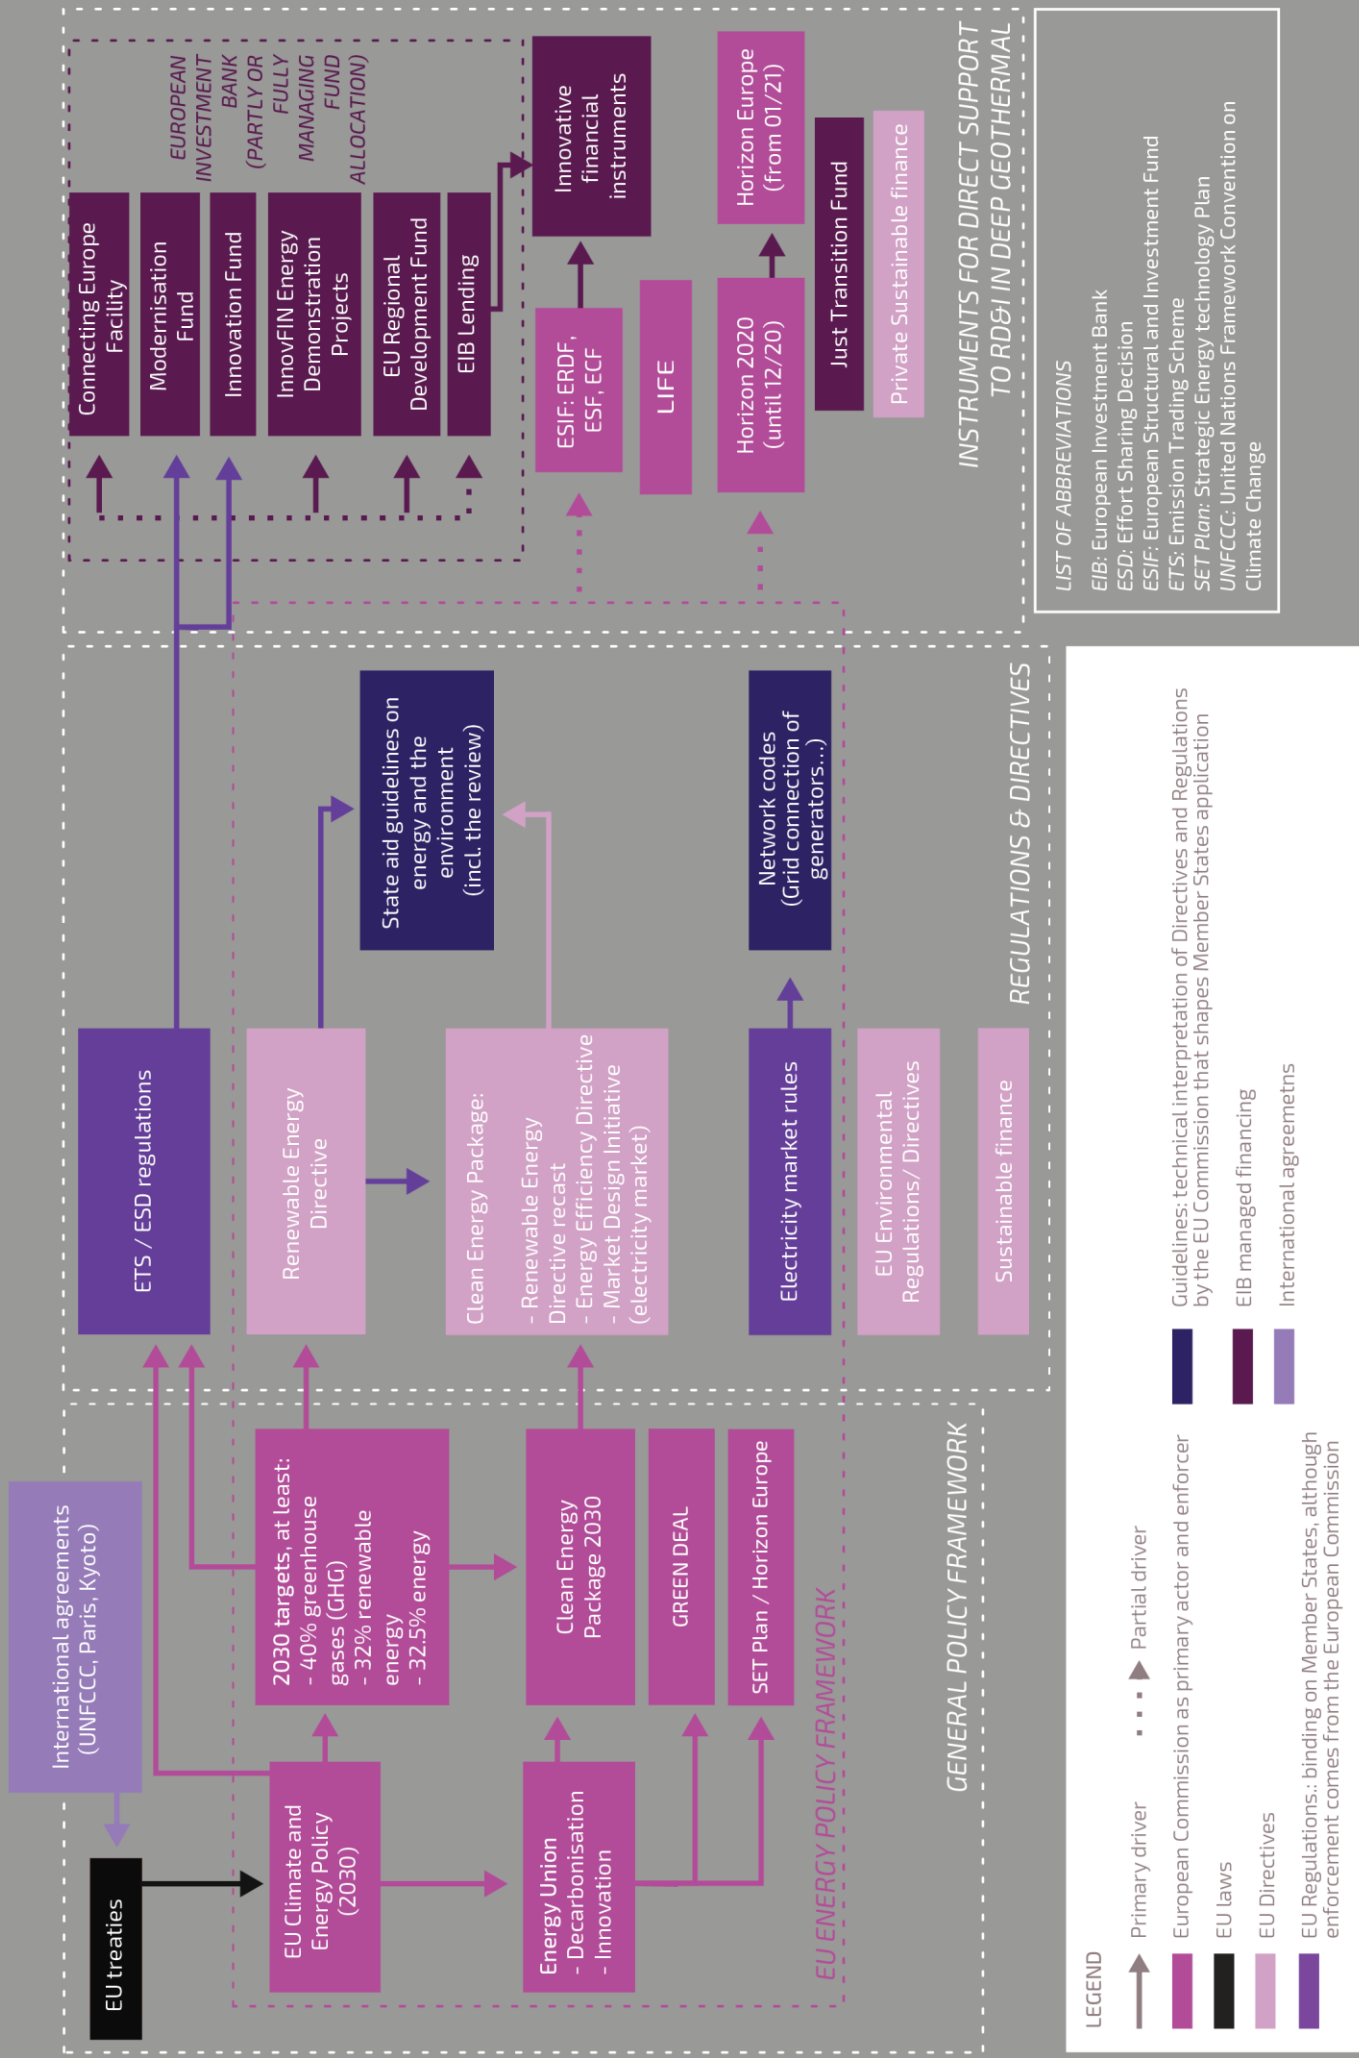 International agreements
(UNFCCC, Paris, Kyoto)
EU treaties
EU Climate and
Energy Policy
(2030)
2030 targets, at least:
- 40% greenhouse
gases (GHG)
- 32% renewable
energy
- 32.5% energy
Energy Union
- Decarbonisation
- Innovation
Clean Energy
Package 2030
GREEN DEAL
SET Plan / Horizon Europe
EU ENERGY POLICY FRAMEWORK
GENERAL POLICY FRAMEWORK
ETS / ESD regulations
Renewable Energy
Directive
Clean Energy Package:
- Renewable Energy
Directive recast
- Energy Efficiency Directive
- Market Design Initiative
(electricity market)
Electricity market rules
EU Environmental
Regulations/ Directives
Sustainable finance
State aid guidelines on
energy and the
environment
(incl. the review)
Network codes
(Grid connection of
generators...)
REGULATIONS & DIRECTIVES
Connecting Europe
Facility
Modernisation
Fund
Innovation Fund
InnovFIN Energy
Demonstration
Projects
EU Regional
Development Fund
EIB Lending
EUROPEAN
INVESTMENT
BANK
(PARTLY OR
FULLY
MANAGING
FUND
ALLOCATION)
ESIF: ERDF,
ESF, ECF
Innovative
financial
instruments
LIFE
Horizon 2020
(until 12/20)
Horizon Europe
(from 01/21)
Just Transition Fund
Private Sustainable finance
INSTRUMENTS FOR DIRECT SUPPORT
TO RD&I IN DEEP GEOTHERMAL
LEGEND
Primary driver
Partial driver
European Commission as primary actor and enforcer
EU laws
EU Directives
EU Regulations.: binding on Member States, although
enforcement comes from the European Commission
Guidelines: technical interpretation of Directives and Regulations
by the EU Commission that shapes Member States application
EIB managed financing
International agreemetns
LIST OF ABBREVIATIONS
EIB: European Investment Bank
ESD: Effort Sharing Decision
ESIF: European Structural and Investment Fund
ETS: Emission Trading Scheme
SET Plan: Strategic Energy technology Plan
UNFCCC: United Nations Framework Convention on
Climate Change